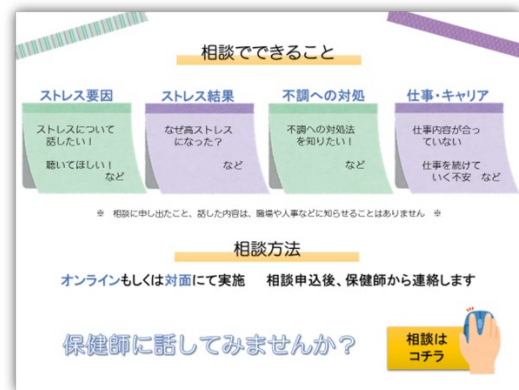 相談でできること
ストレス要因
ストレスについて
話したい！
聴いてほしい！
など
ストレス結果
なぜ高ストレス
になった？
など
不調への対処
不調への対処法
を知りたい！
など
仕事・キャリア
仕事内容が合っ
ていない
仕事を続けて
いく不安 など
※ 相談に申し出たこと、話した内容は、職場や人事などに知らせることはありません ※
相談方法
オンラインもしくは対面にて実施 相談申込後、保健師から連絡します
保健師に話してみませんか？
相談は
コチラ